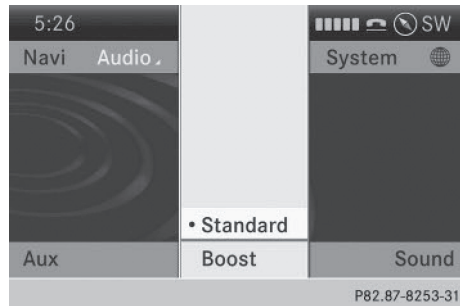 5:26 SW
Navi Audio System
• Standard
Aux Boost Sound
P82.87-8253-31